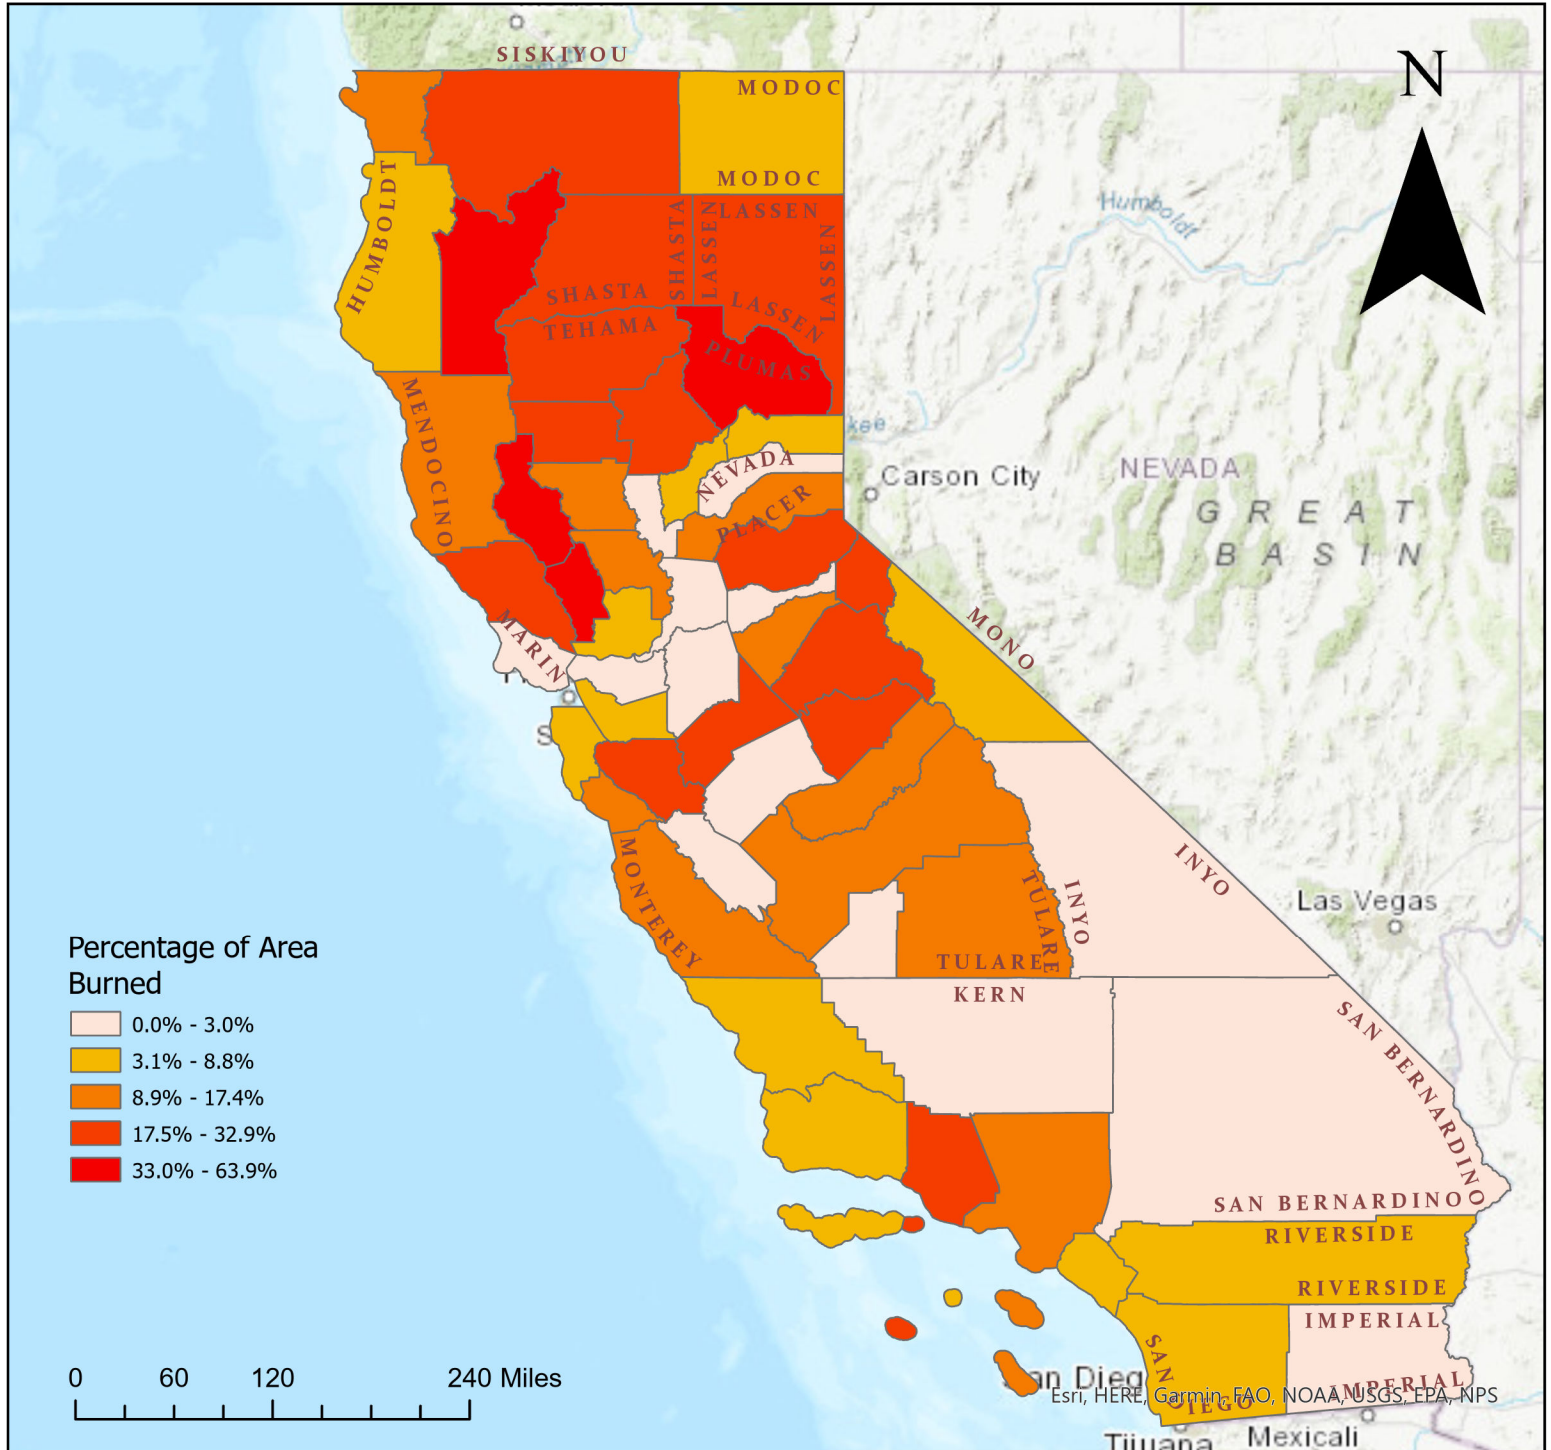 SISKIYOU
N
MODOC
MODOC
HUMBOLDT
SHASTA
LASSEN
LASSEN
LASSEN
Humboldt
SHASTA
LASSEN
TEHAMA
PLUMAS
MENDOCINO
kee
NEVADA
Carson City
NEVADA
PLACER
GREAT
BASIN
MARIN
MONO
S
MONTEREY
INYO
TULARE
INYO
Las Vegas
TULARE
KERN
Percentage of Area
Burned
0.0% - 3.0%
3.1% - 8.8%
8.9% - 17.4%
17.5% - 32.9%
33.0% - 63.9%
SAN BERNARDINO
SAN BERNARDINO
RIVERSIDE
RIVERSIDE
IMPERIAL
SAN DIEGO
IMPERIAL
0 60 120 240 Miles
an Dieg
Esri, HERE, Garmin, FAO, NOAA, USGS, EPA, NPS
Tijuana
Mexicali